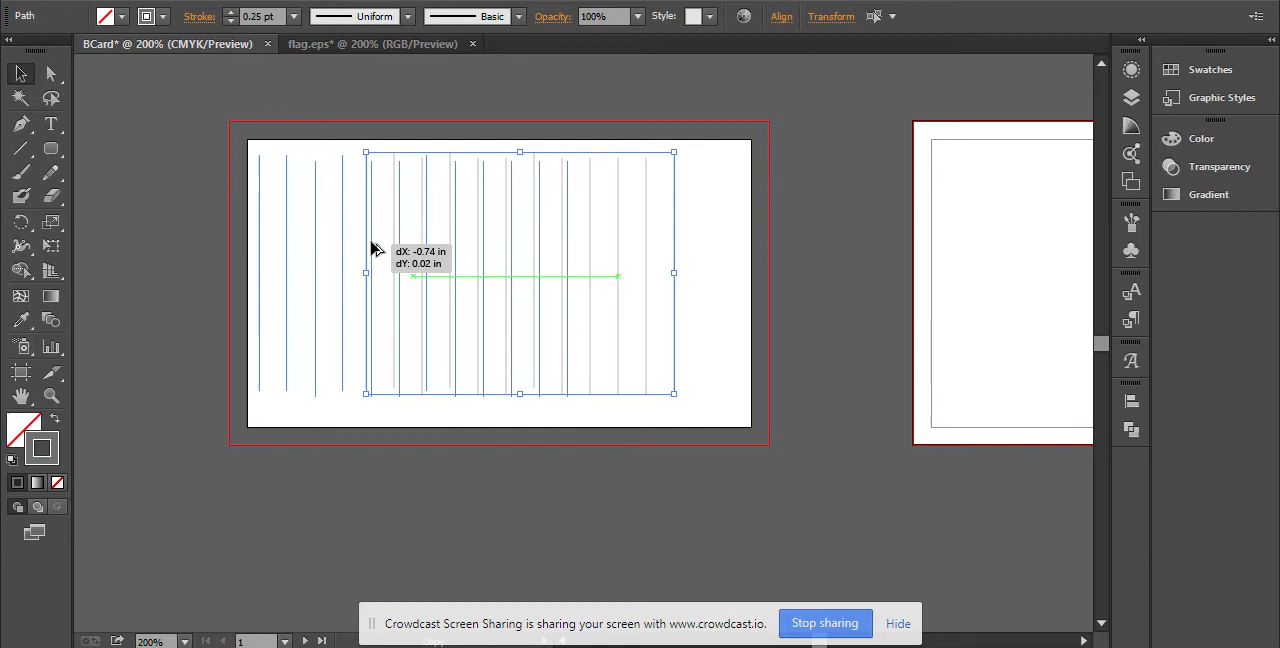 Path
Stroke:
0.25 pt
Uniform
Basic
Opacity:
100%
Style:
Align
Transform
BCard* @ 200% (CMYK/Preview)
flag.eps* @ 200% (RGB/Preview)
Swatches
Graphic Styles
Color
Transparency
Gradient
dX: -0.74 in
dY: 0.02 in
Crowdcast Screen Sharing is sharing your screen with www.crowdcast.io.
Stop sharing
Hide
200%
1
Copy